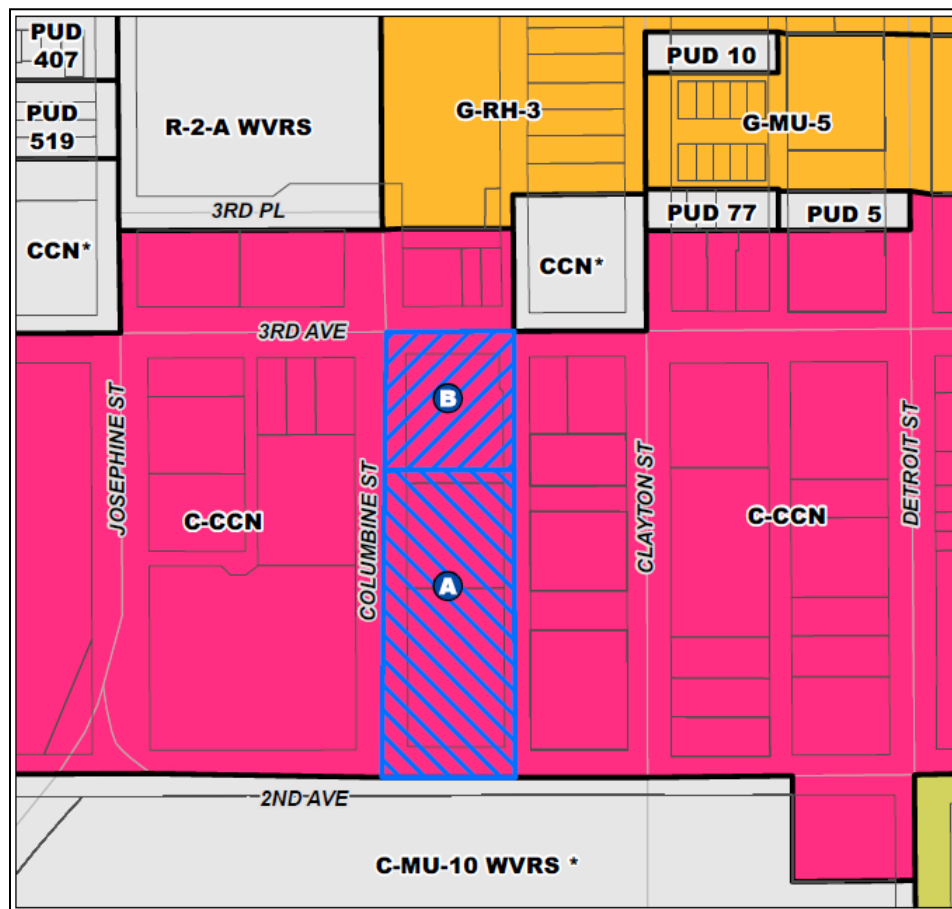 PUD
407
PUD 10
G-RH-3
R-2-A WVRS
G-MU-5
PUD
519
3RD PL
PUD 77
PUD 5
CCN*
CCN*
3RD AVE
B
JOSEPHINE ST
COLUMBINE ST
CLAYTON ST
DETROIT ST
C-CCN
C-CCN
A
2ND AVE
C-MU-10 WVRS *